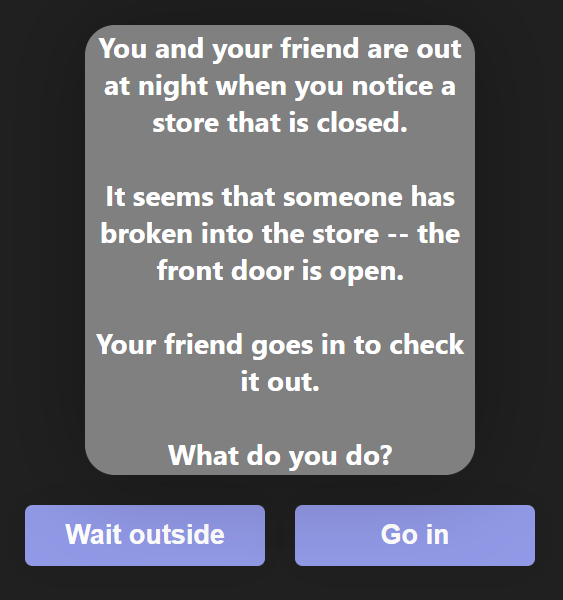 You and your friend are out
at night when you notice a
store that is closed.
It seems that someone has
broken into the store -- the
front door is open.
Your friend goes in to check
it out.
What do you do?
Wait outside
Go in